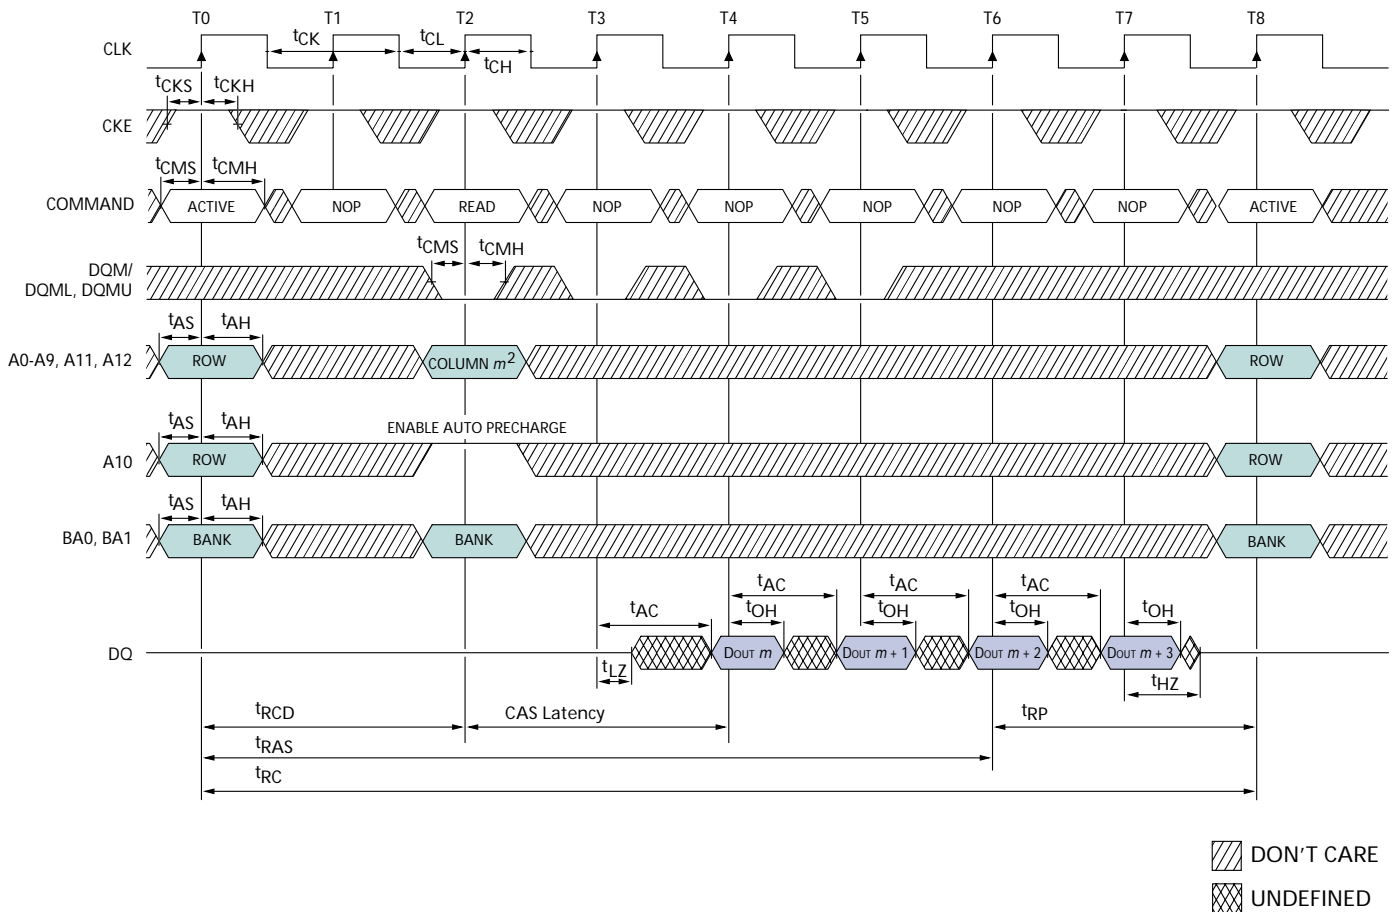 T0 T1 T2 T3 T4 T5 T6 T7 T8
CLK
tCK tCL
tCH
tCKS tCKH
CKE
tCMS tCMH
COMMAND ACTIVE NOP READ NOP NOP NOP NOP NOP ACTIVE
tCMS tCMH
DQM/
DQML, DQMU
tAS tAH
A0-A9, A11, A12 ROW COLUMN m2 ROW
ENABLE AUTO PRECHARGE
tAS tAH
A10 ROW ROW
tAS tAH
BA0, BA1 BANK BANK BANK
tAC tAC tAC
tAC tOH tOH tOH tOH
DQ DOUT m DOUT m + 1 DOUT m + 2 DOUT m + 3
tLZ tHZ
tRCD CAS Latency tRP
tRAS
tRC
DON'T CARE
UNDEFINED